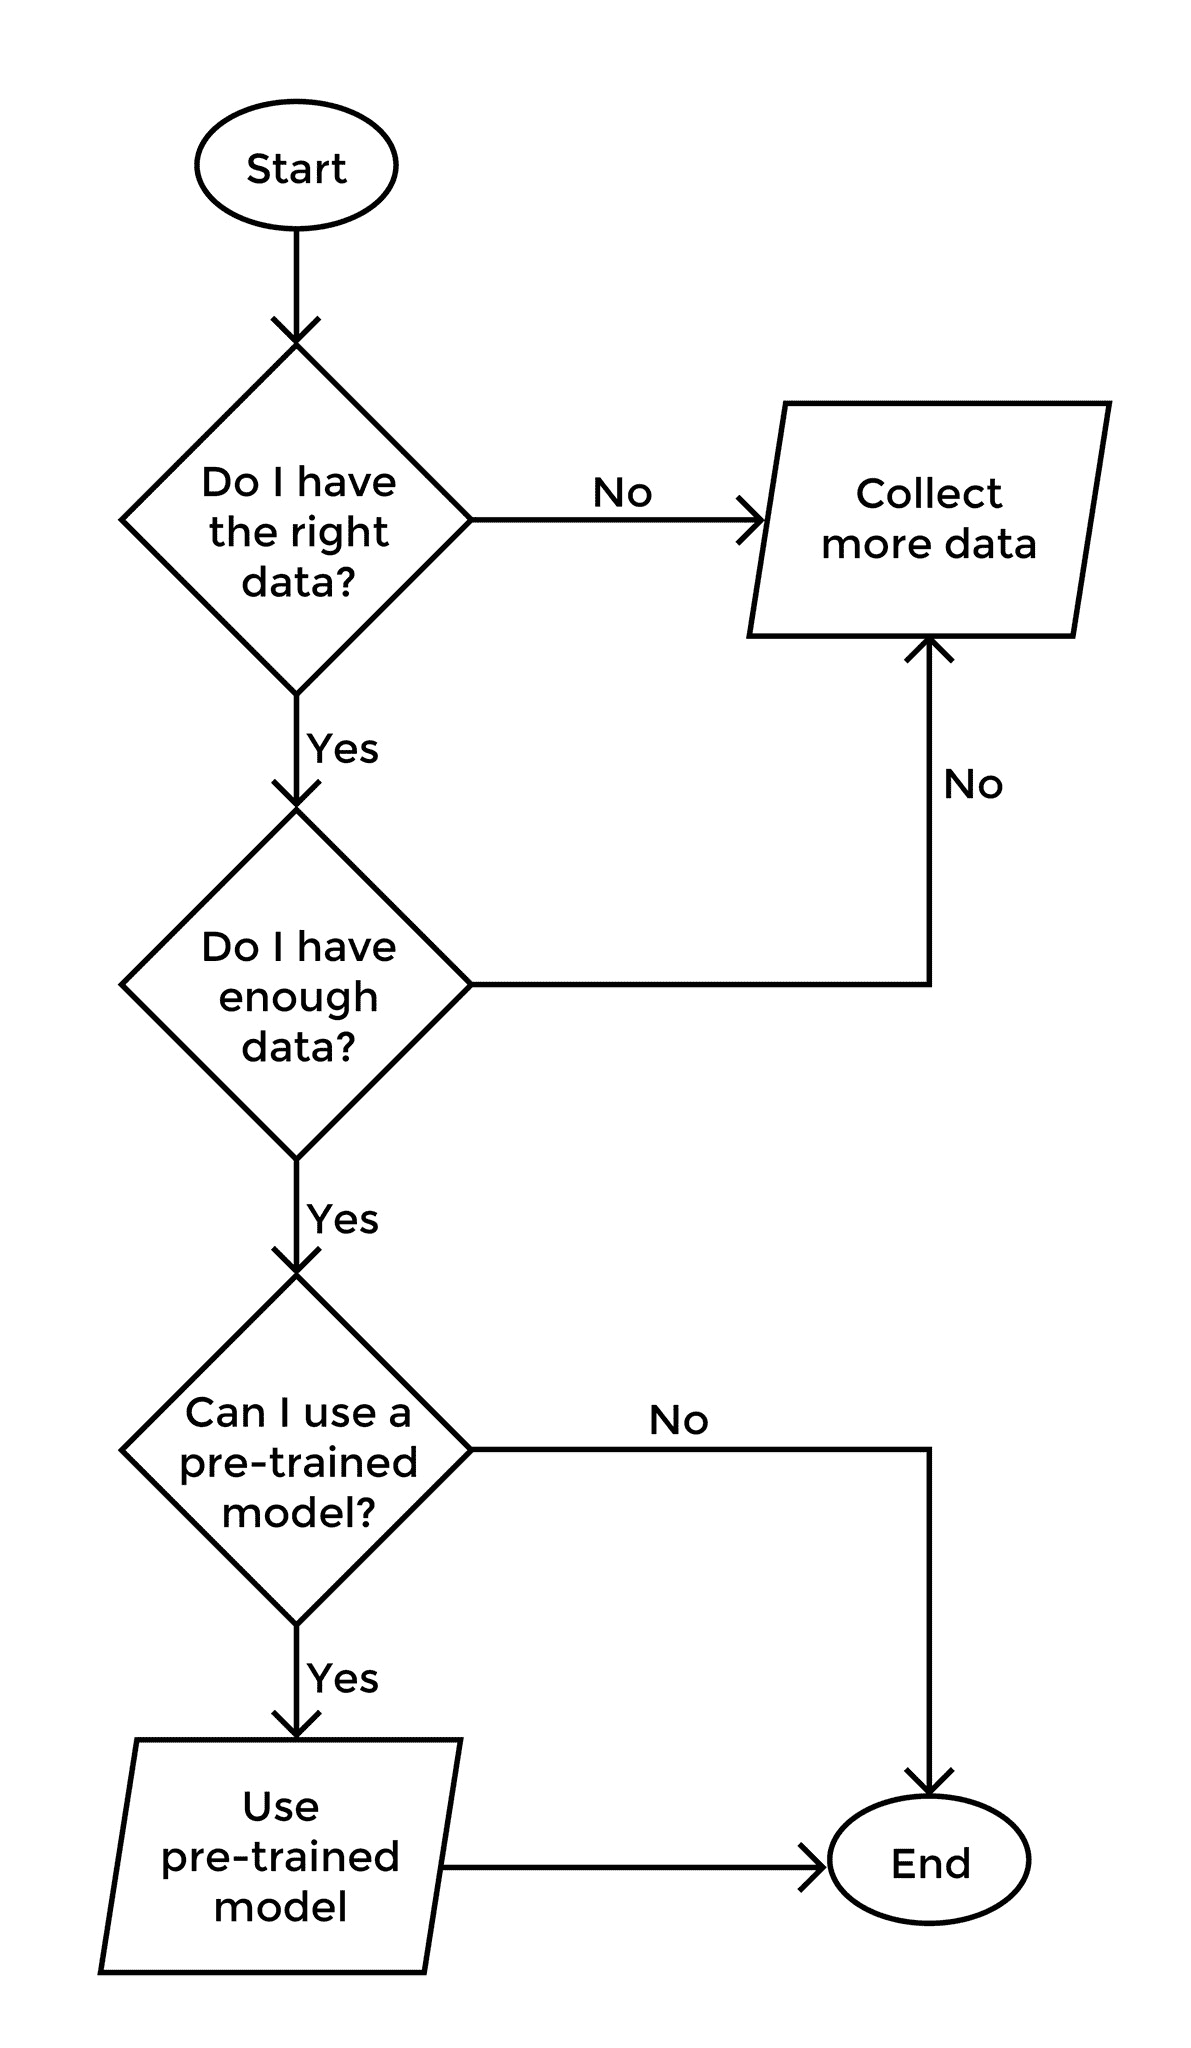 Start
Do I have
the right
data?
No
Collect
more data
Yes
No
Do I have
enough
data?
Yes
Can I use a
pre-trained
model?
No
Yes
Use
pre-trained
model
End